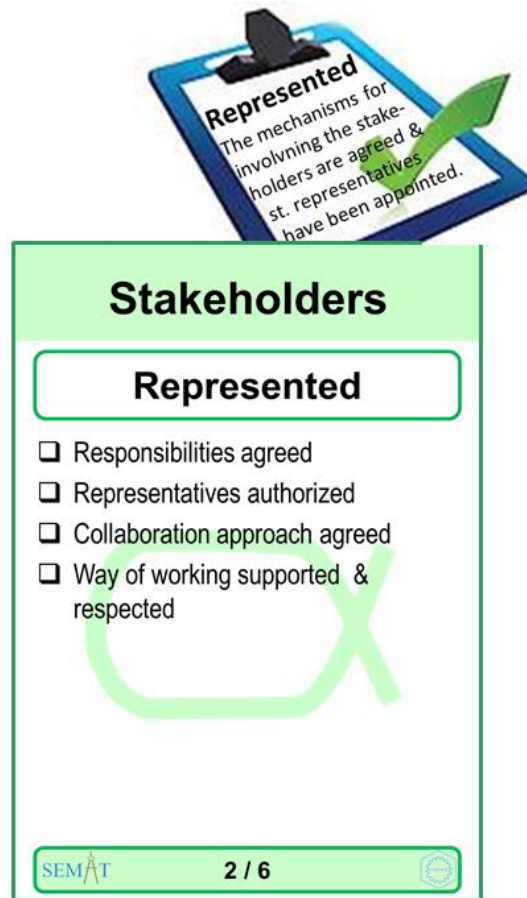 Represented
The mechanisms for
involvning the stake-
holders are agreed &
st. representatives
have been appointed.
Stakeholders
Represented
❑ Responsibilities agreed
❑ Representatives authorized
❑ Collaboration approach agreed
❑ Way of working supported &
respected
SEMAT
2 / 6